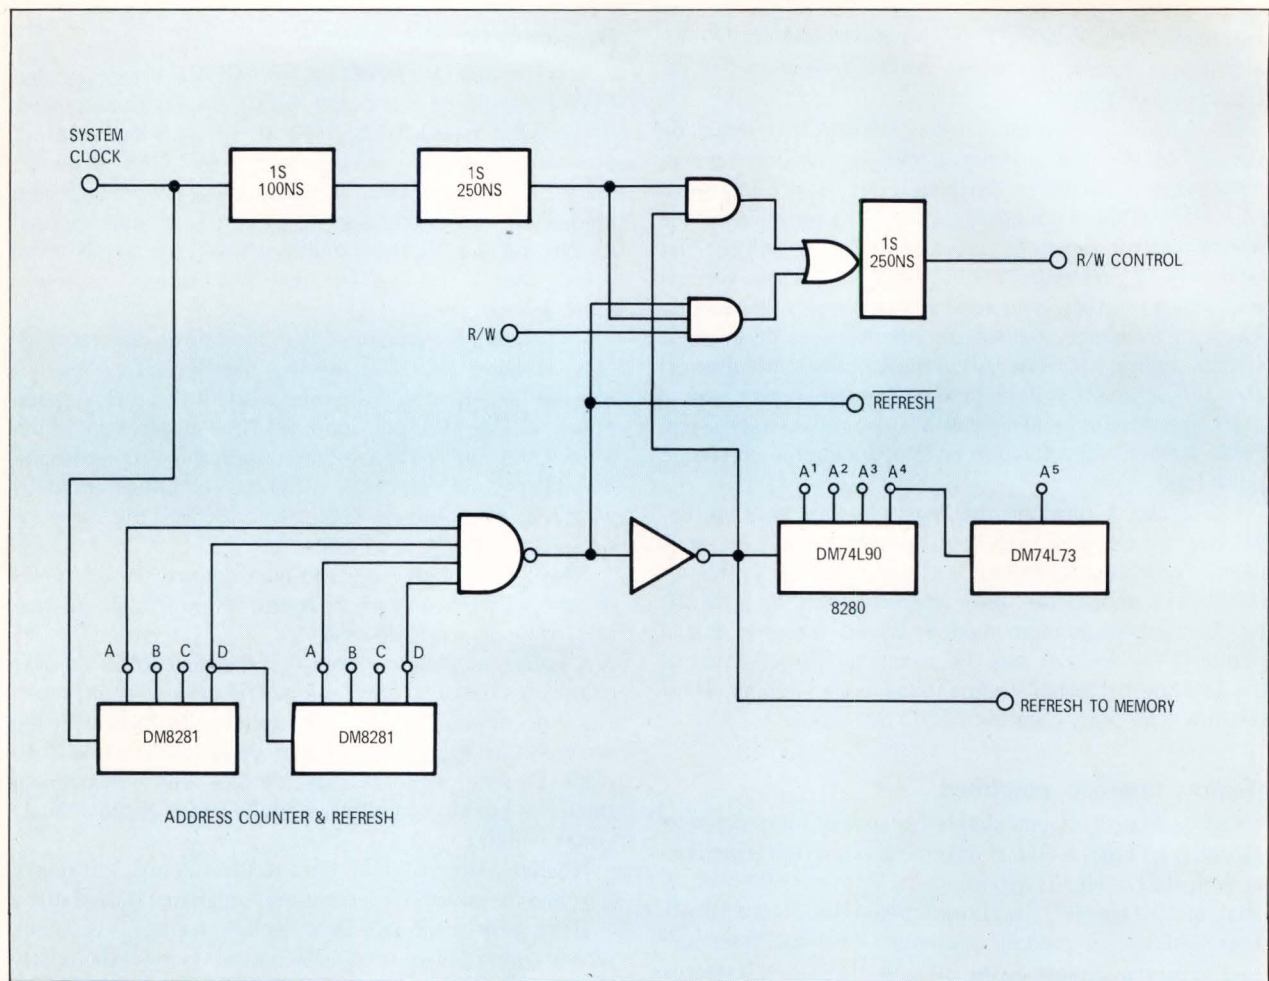 SYSTEM
CLOCK
1S
100NS
1S
250NS
1S
250NS
R/W CONTROL
R/W
REFRESH
A1 A2 A3 A4 A5
DM74L90
DM74L73
8280
A B C D A B C D
DM8281
DM8281
REFRESH TO MEMORY
ADDRESS COUNTER & REFRESH